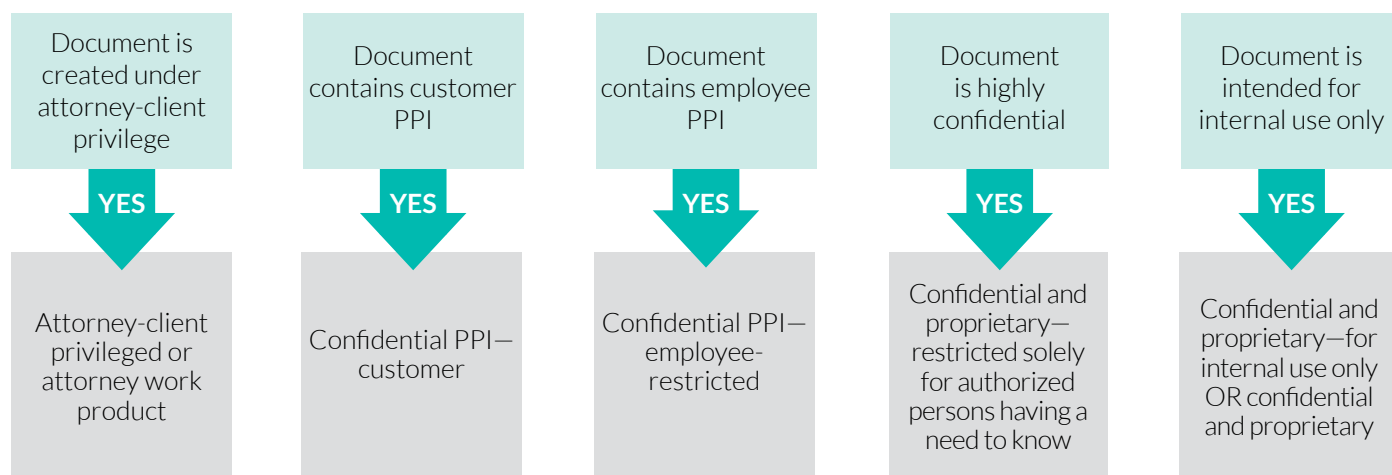 Document is
created under
attorney-client
privilege
Document
contains customer
PPI
Document
contains employee
PPI
Document
is highly
confidential
Document is
intended for
internal use only
YES
YES
YES
YES
YES
Attorney-client
privileged or
attorney work
product
Confidential PPI—
customer
Confidential PPI—
employee-
restricted
Confidential and
proprietary—
restricted solely
for authorized
persons having a
need to know
Confidential and
proprietary—for
internal use only
OR confidential
and proprietary